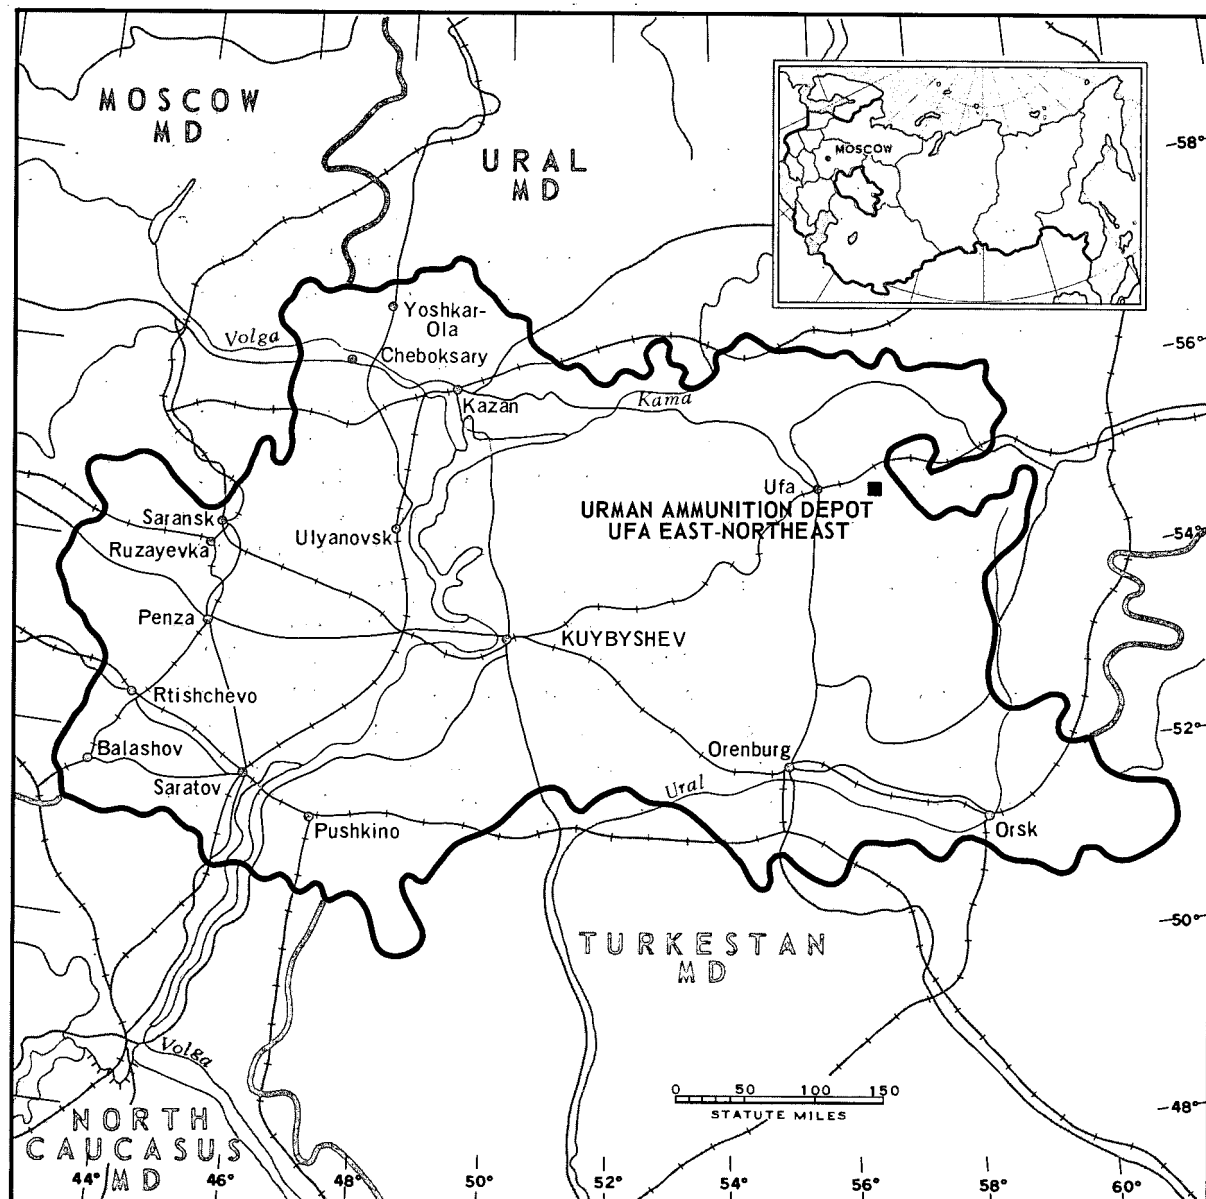 MOSCOW
MD
URAL
MD
MOSCOW
58°
Yoshkar-
Ola
Volga
Cheboksary
56°
Kazan
Kama
Ufa
URMAN AMMUNITION DEPOT
UFA EAST-NORTHEAST
Saransk
Ruzayevka
Ulyanovsk
54°
Penza
KUYBYSHEV
Rtishchevo
52°
Balashov
Saratov
Orenburg
Ural
Pushkino
Orsk
50°
TURKESTAN
MD
Volga
0 50 100 150
STATUTE MILES
48°
NORTH
CAUCASUS
MD
44° 46° 48° 50° 52° 54° 56° 58° 60°